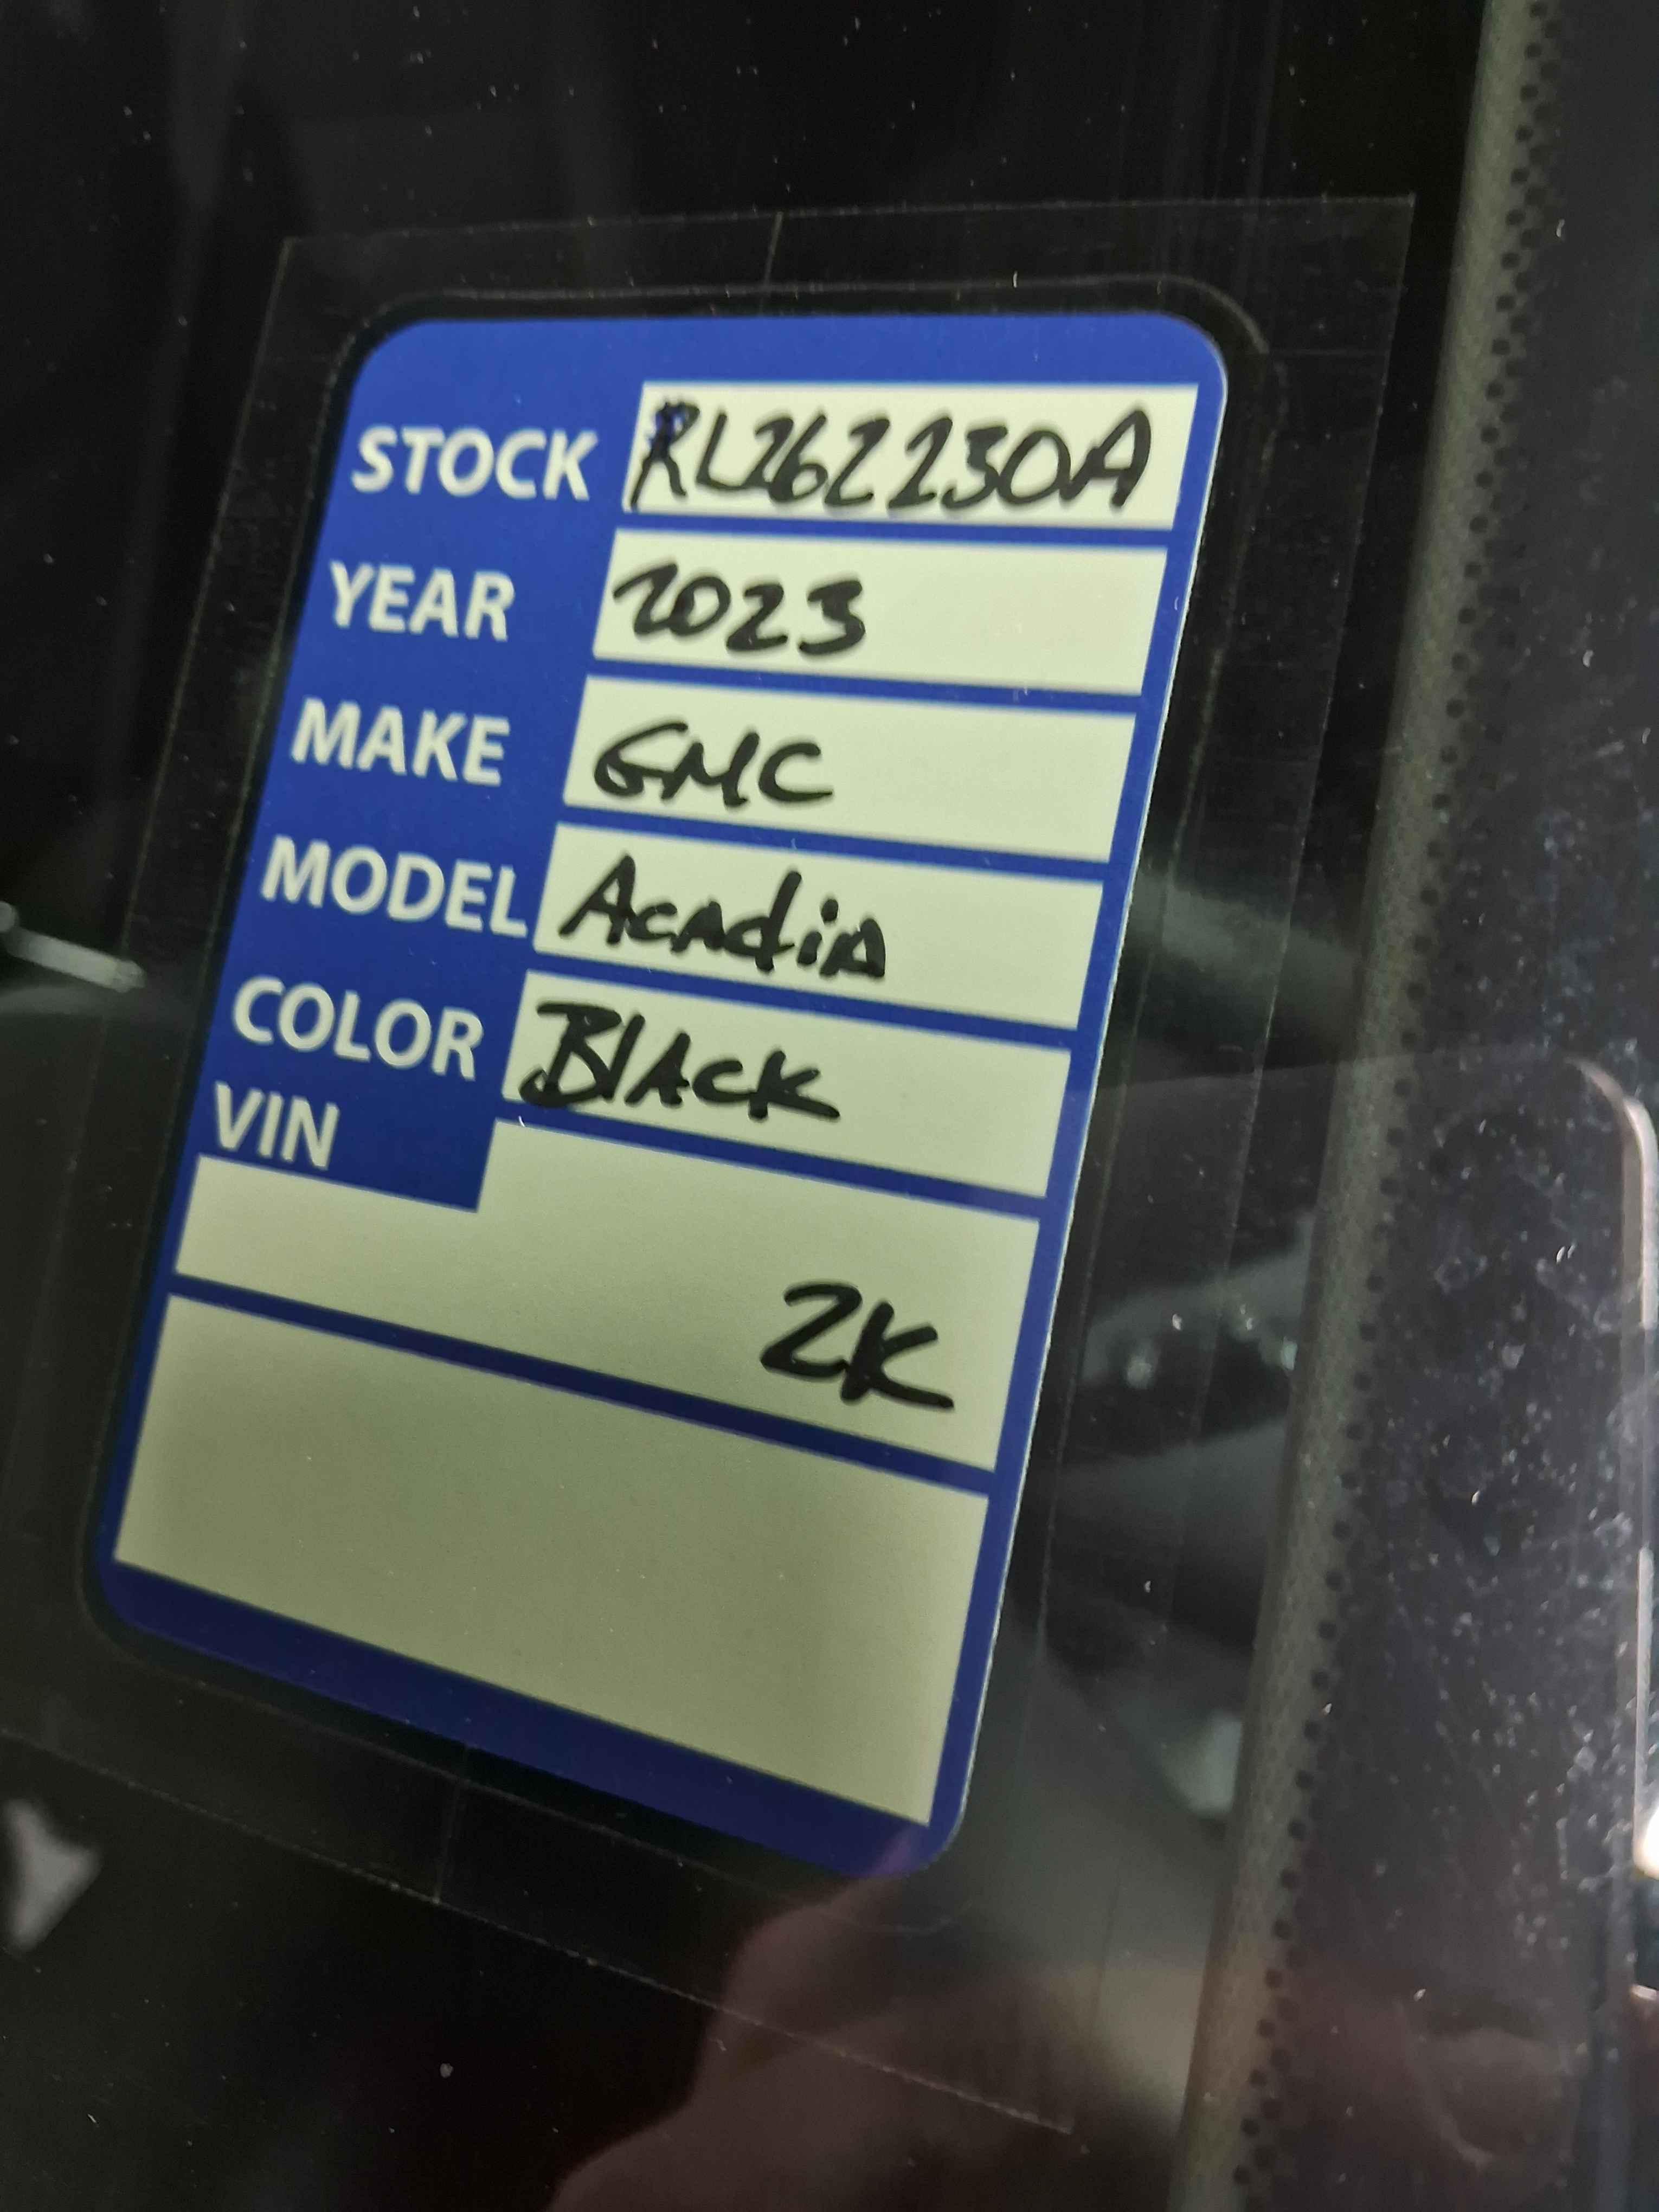 STOCK RL262230A
YEAR 2023
MAKE GMC
MODEL Acadia
COLOR Black
VIN
2K